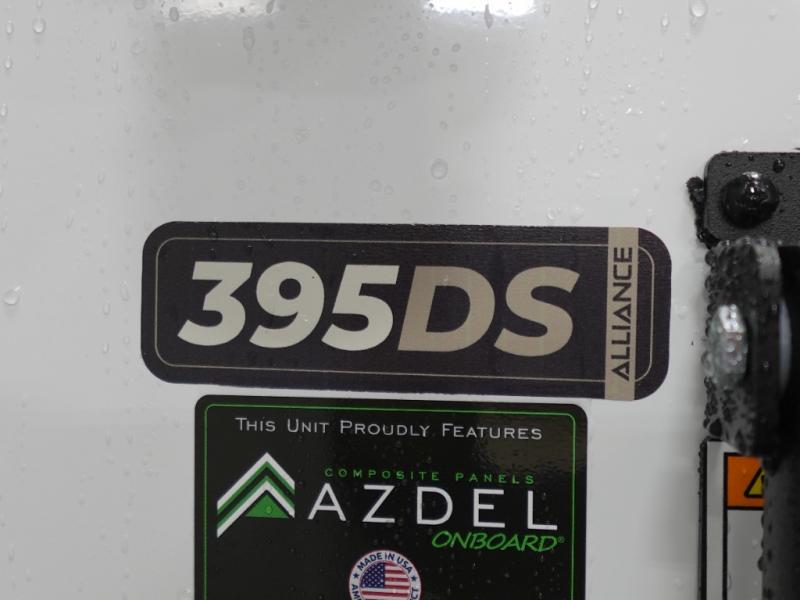 395DS
ALLIANCE
THIS UNIT PROUDLY FEATURES
COMPOSITE PANELS
AZDEL
ONBOARD®
MADE IN USA